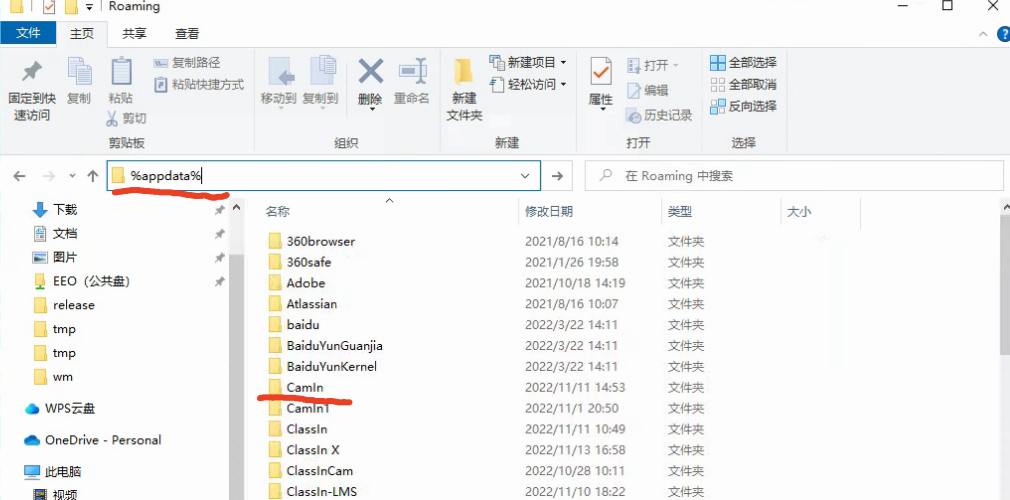 Roaming
文件 主页 共享 查看
固定到快速访问 复制 粘贴 复制路径 粘贴快捷方式 剪切 移动到 复制到 删除 重命名 新建文件夹 新建项目 轻松访问 属性 打开 编辑 历史记录 全部选择 全部取消 反向选择
剪贴板 组织 新建 打开 选择
%appdata% 在 Roaming 中搜索
下载 名称 修改日期 类型 大小
文档 360browser 2021/8/16 10:14 文件夹
图片 360safe 2021/1/26 19:58 文件夹
EEO（公共盘） Adobe 2021/10/18 14:19 文件夹
release Atlassian 2021/8/16 10:07 文件夹
tmp baidu 2022/3/22 14:11 文件夹
tmp BaiduYunGuanjia 2022/3/22 14:11 文件夹
wm BaiduYunKernel 2022/3/22 14:11 文件夹
CamIn 2022/11/11 14:53 文件夹
WPS云盘 CamIn1 2022/11/1 20:50 文件夹
ClassIn 2022/11/11 10:49 文件夹
OneDrive - Personal ClassIn X 2022/11/13 16:58 文件夹
此电脑 ClassInCam 2022/10/28 10:11 文件夹
视频 ClassIn-LMS 2022/11/10 18:22 文件夹